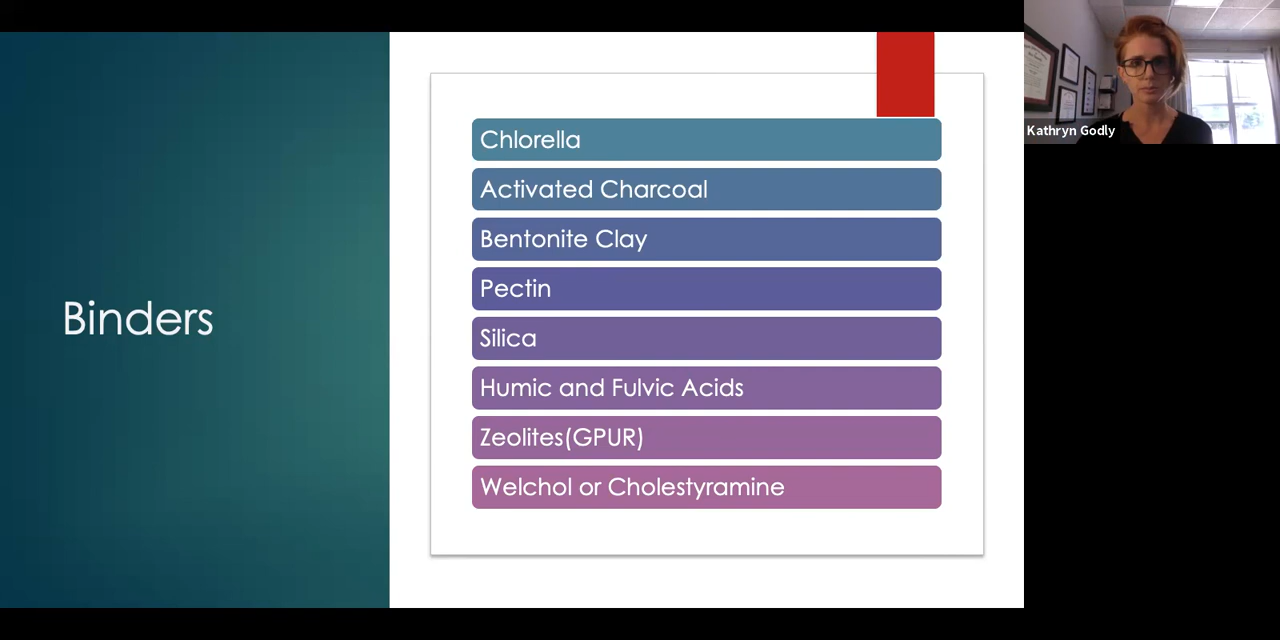 Binders
Chlorella
Activated Charcoal
Bentonite Clay
Pectin
Silica
Humic and Fulvic Acids
Zeolites(GPUR)
Welchol or Cholestyramine
Kathryn Godly